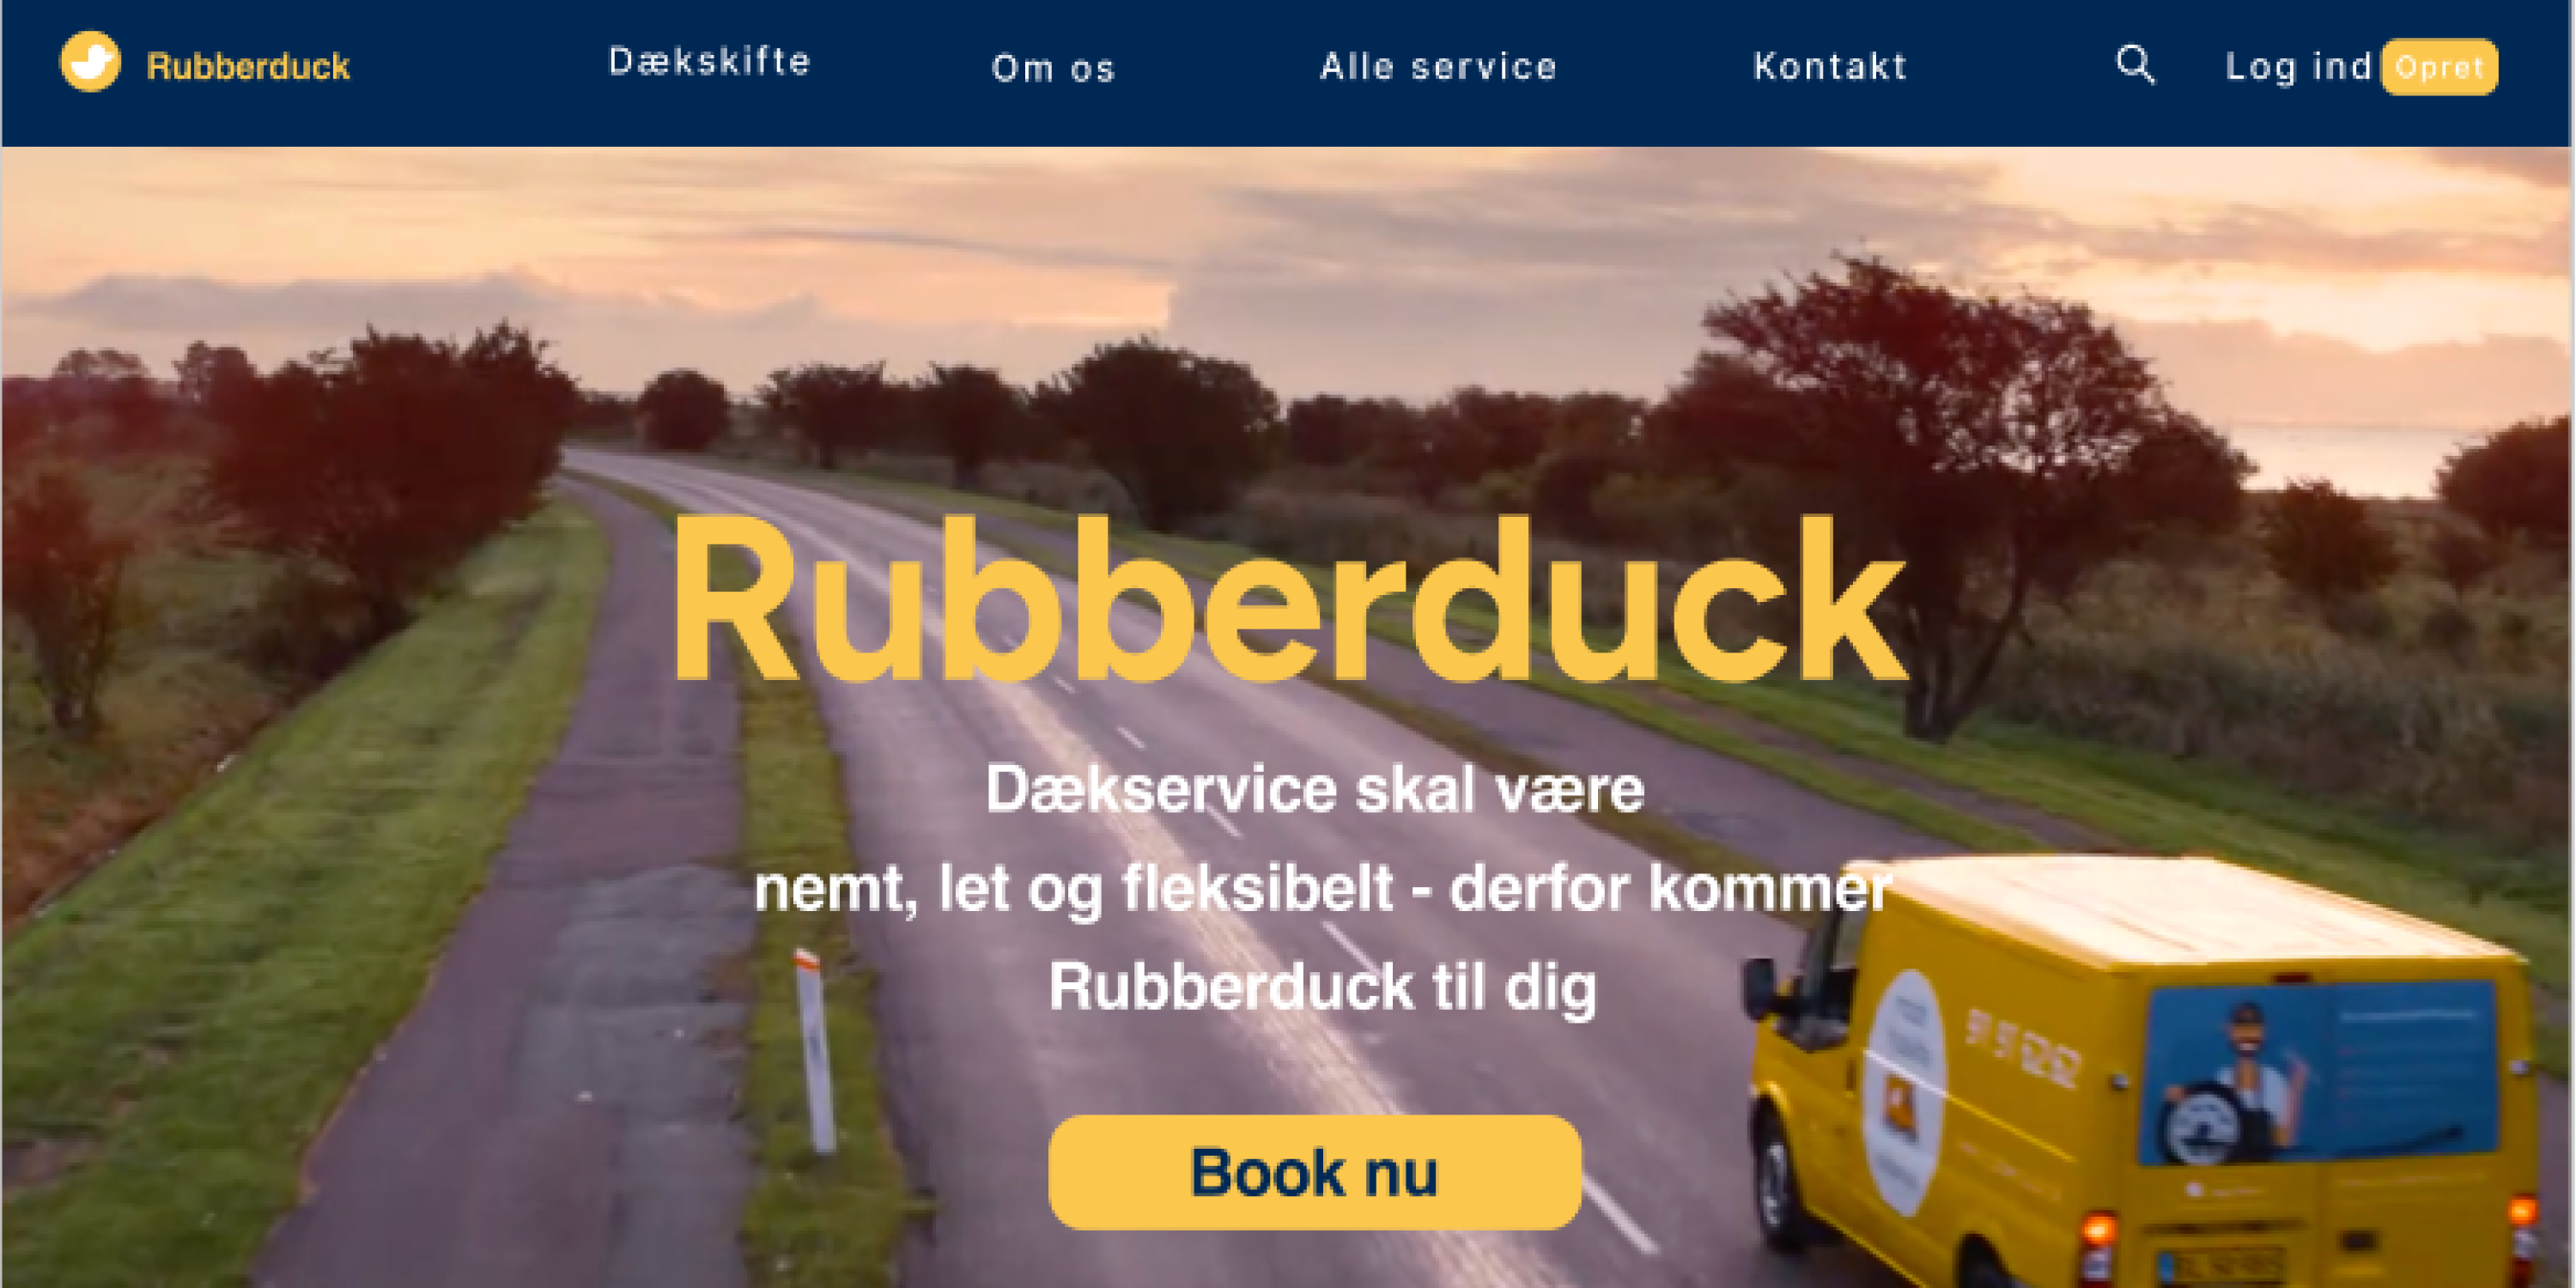 Rubberduck
Dækskifte
Om os
Alle service
Kontakt
Log ind
Opret
Rubberduck
Dækservice skal være
nemt, let og fleksibelt - derfor kommer
Rubberduck til dig
Book nu